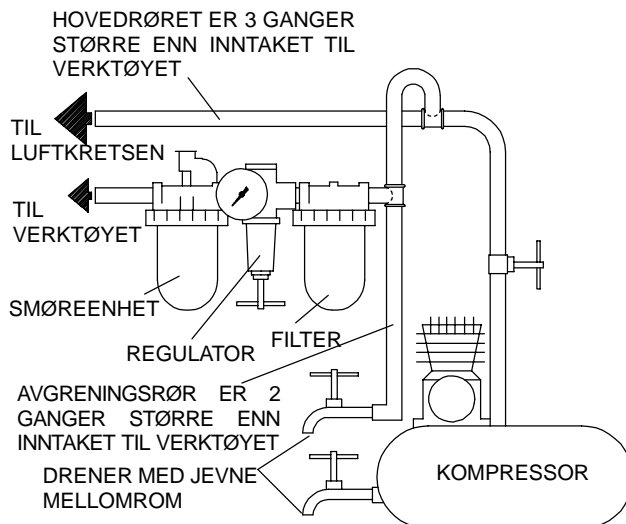 HOVEDRØRET ER 3 GANGER
STØRRE ENN INNTAKET TIL
VERKTØYET
TIL
LUFTKRETSEN
TIL
VERKTØYET
SMØREENHET
REGULATOR
FILTER
AVGRENINGSRØR ER 2
GANGER STØRRE ENN
INNTAKET TIL VERKTØYET
DRENER MED JEVNE
MELLOMROM
KOMPRESSOR